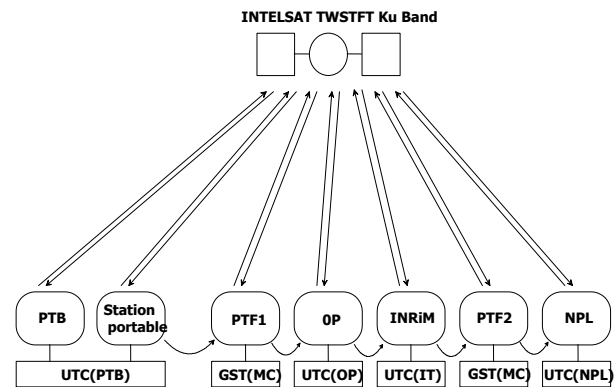 INTELSAT TWSTFT Ku Band
PTB
Station
portable
PTF1
0P
INRiM
PTF2
NPL
UTC(PTB)
GST(MC)
UTC(OP)
UTC(IT)
GST(MC)
UTC(NPL)